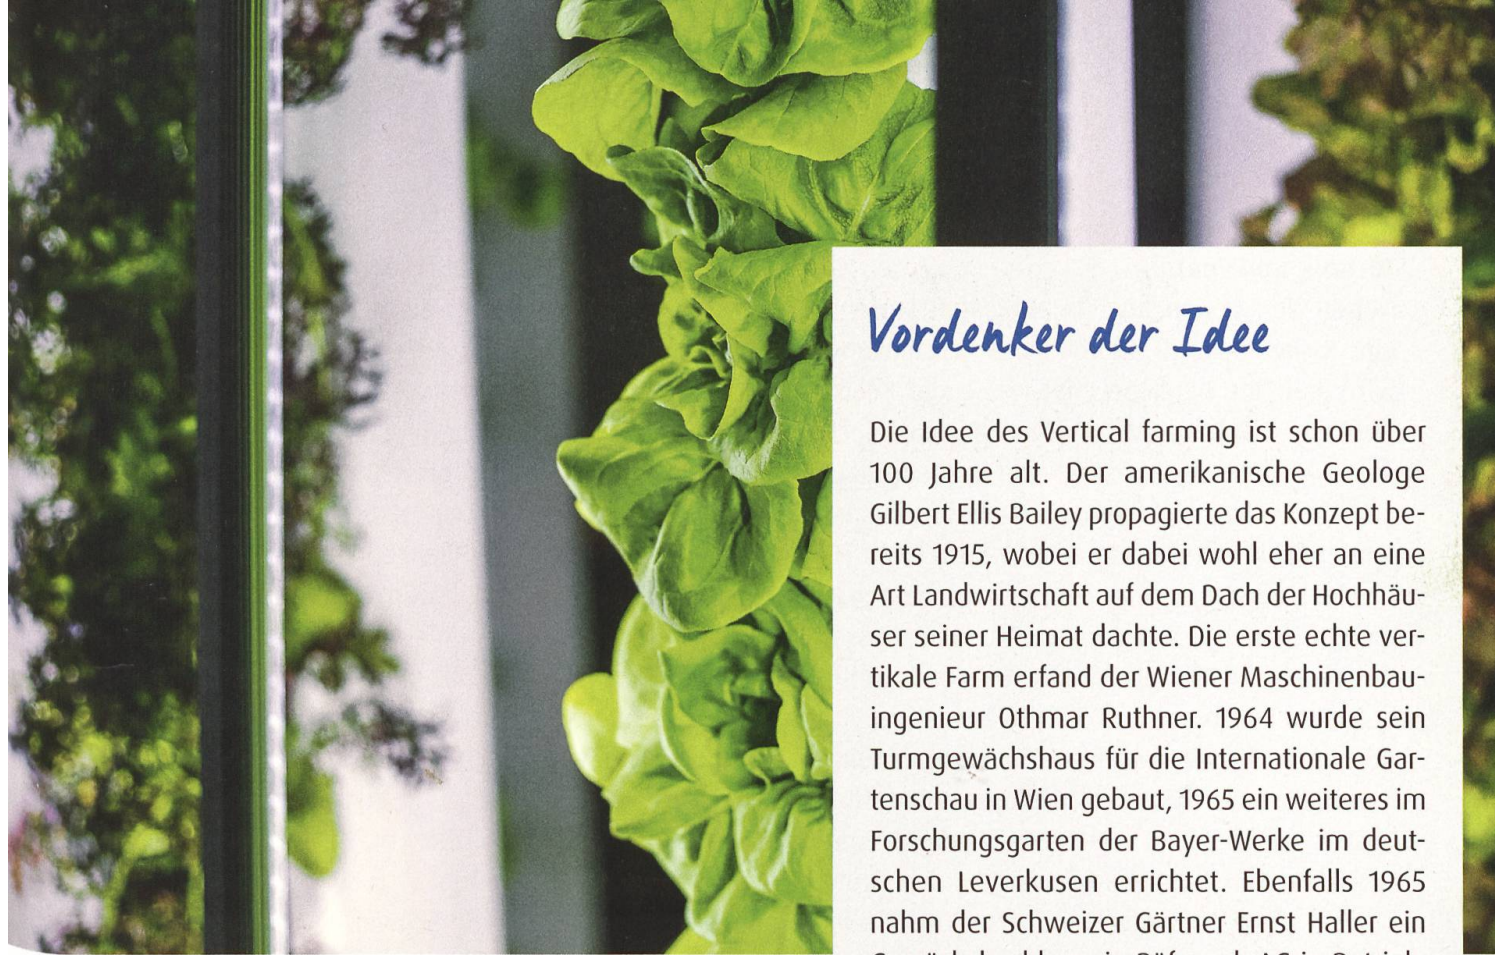 Vordenker der Idee
Die Idee des Vertical farming ist schon über
100 Jahre alt. Der amerikanische Geologe
Gilbert Ellis Bailey propagierte das Konzept be-
reits 1915, wobei er dabei wohl eher an eine
Art Landwirtschaft auf dem Dach der Hochhäu-
ser seiner Heimat dachte. Die erste echte ver-
tikale Farm erfand der Wiener Maschinenbau-
ingenieur Othmar Ruthner. 1964 wurde sein
Turmgewächshaus für die Internationale Gar-
tenschau in Wien gebaut, 1965 ein weiteres im
Forschungsgarten der Bayer-Werke im deut-
schen Leverkusen errichtet. Ebenfalls 1965
nahm der Schweizer Gärtner Ernst Haller ein